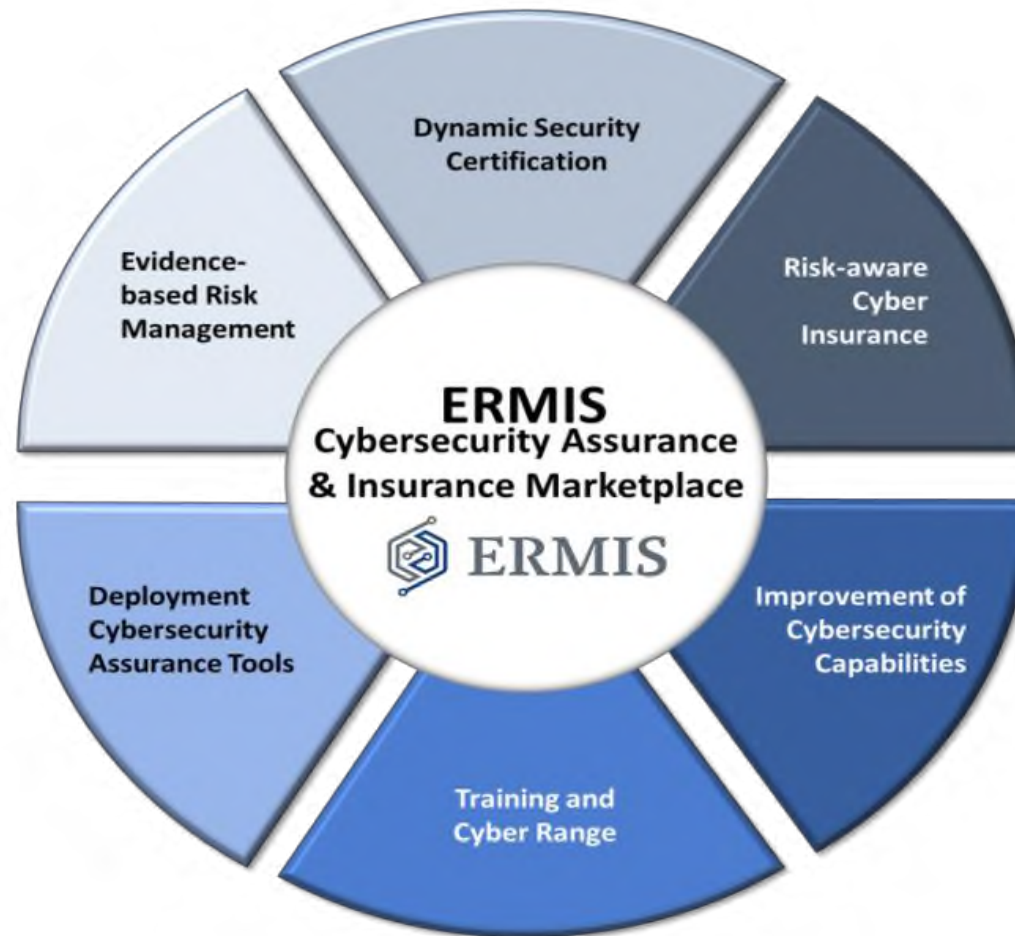 Dynamic Security
Certification
Risk-aware
Cyber
Insurance
Improvement of
Cybersecurity
Capabilities
Training and
Cyber Range
Deployment
Cybersecurity
Assurance Tools
Evidence-
based Risk
Management
ERMIS
Cybersecurity Assurance
& Insurance Marketplace
ERMIS